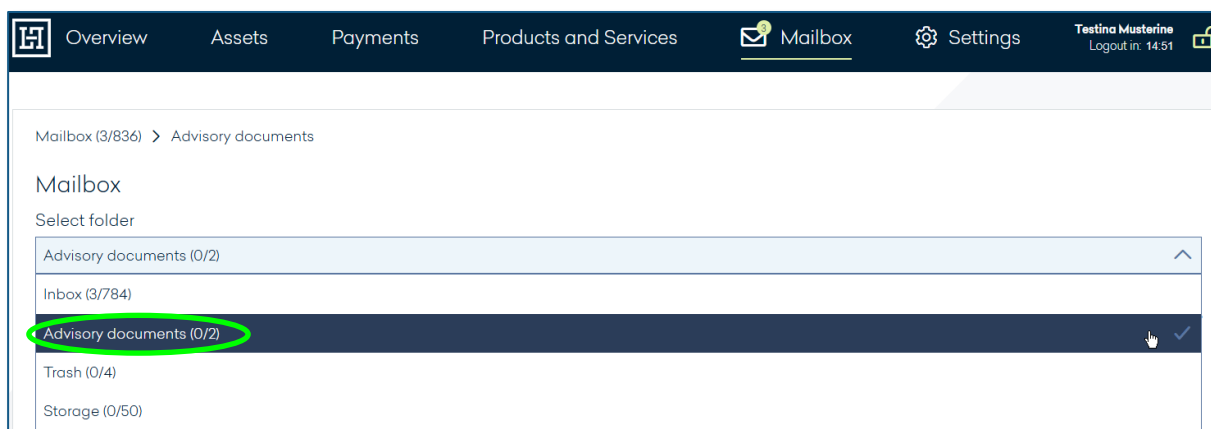 Overview Assets Payments Products and Services 3 Mailbox Settings Testina Musterine
Logout in: 14:51
Mailbox (3/836) > Advisory documents
Mailbox
Select folder
Advisory documents (0/2)
Inbox (3/784)
Advisory documents (0/2)
Trash (0/4)
Storage (0/50)